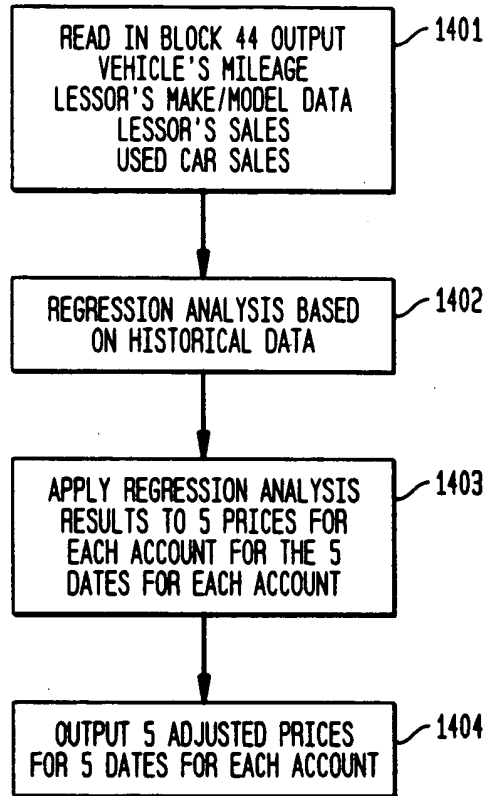 READ IN BLOCK 44 OUTPUT
VEHICLE'S MILEAGE
LESSOR'S MAKE/MODEL DATA
LESSOR'S SALES
USED CAR SALES
1401
REGRESSION ANALYSIS BASED
ON HISTORICAL DATA
1402
APPLY REGRESSION ANALYSIS
RESULTS TO 5 PRICES FOR
EACH ACCOUNT FOR THE 5
DATES FOR EACH ACCOUNT
1403
OUTPUT 5 ADJUSTED PRICES
FOR 5 DATES FOR EACH ACCOUNT
1404